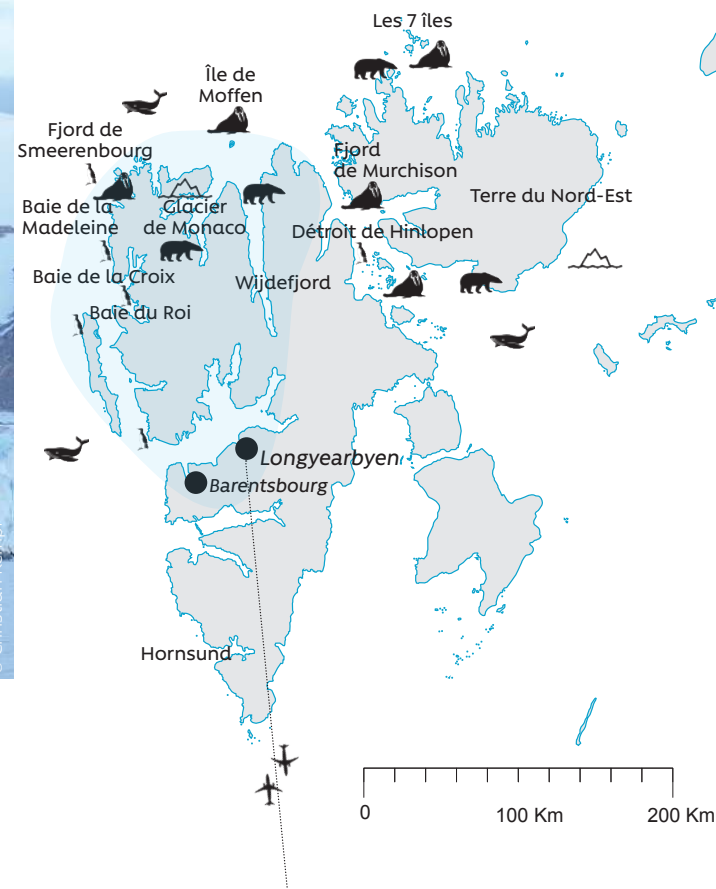 Les 7 îles
Île de
Moffen
Fjord de
Smeerenbourg
Fjord
de Murchison
Terre du Nord-Est
Baie de la
Madeleine
Glacier
de Monaco
Détroit de Hinlopen
Baie de la Croix
Wijdefjord
Baie du Roi
Longyearbyen
Barentsbourg
Hornsund
0
100 Km
200 Km